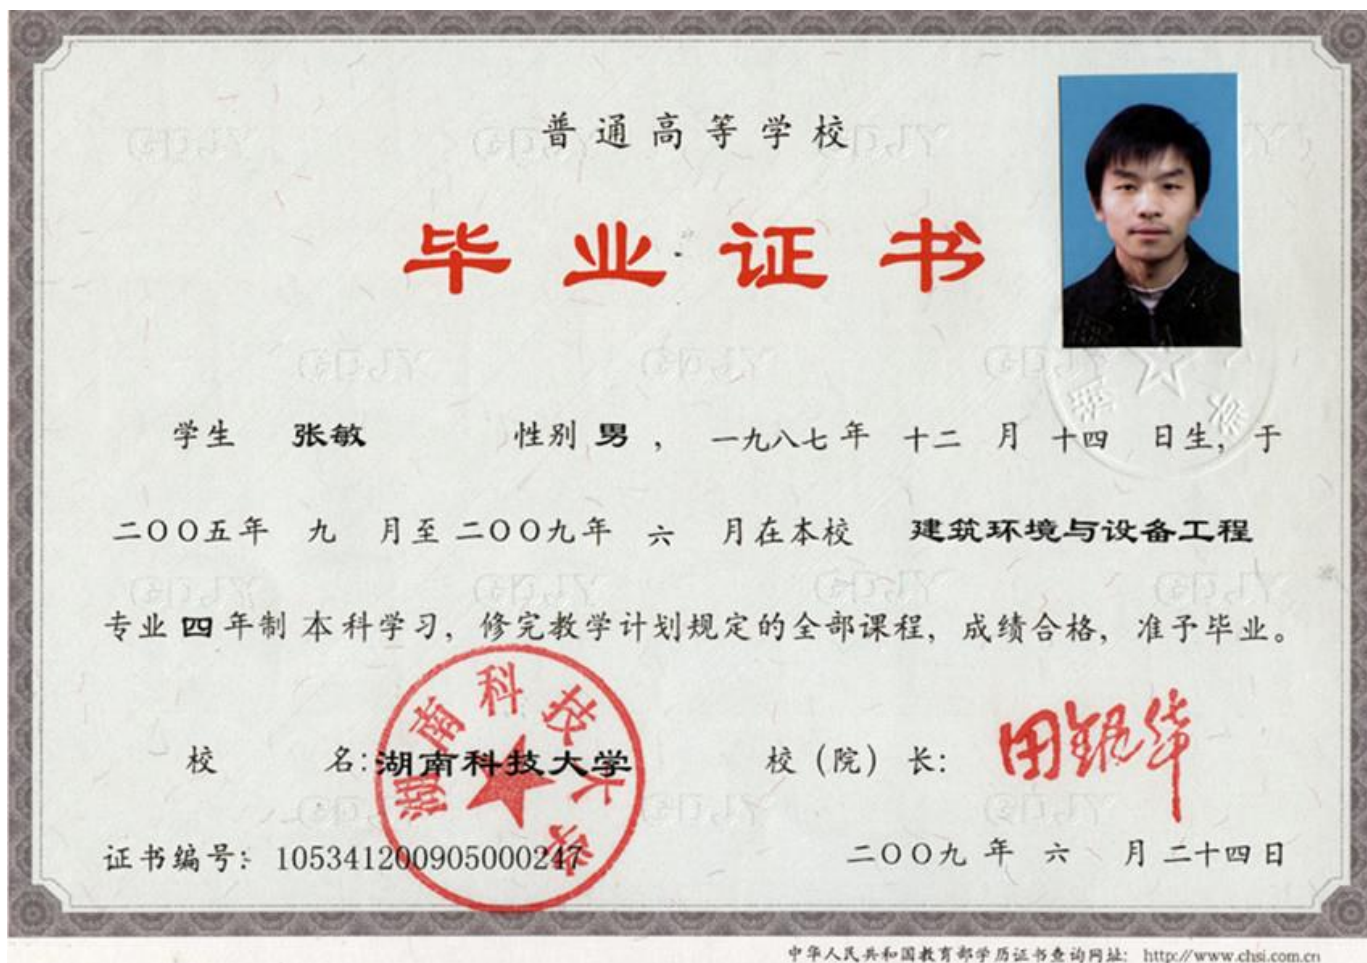 普通高等学校
毕业证书
学生 张敏 性别 男 , 一九八七年 十二 月 十四 日生, 于
二〇〇五年 九 月至二〇〇九年 六 月在本校 建筑环境与设备工程
专业 四 年制 本科学习, 修完教学计划规定的全部课程, 成绩合格, 准予毕业。
校 名: 湖南科技大学 校 (院) 长: 田银华
湖南科技大学
证书编号: 105341200905000247 二〇〇九 年 六 月 二十四日
中华人民共和国教育部学历证书查询网址: http://www.chsi.com.cn